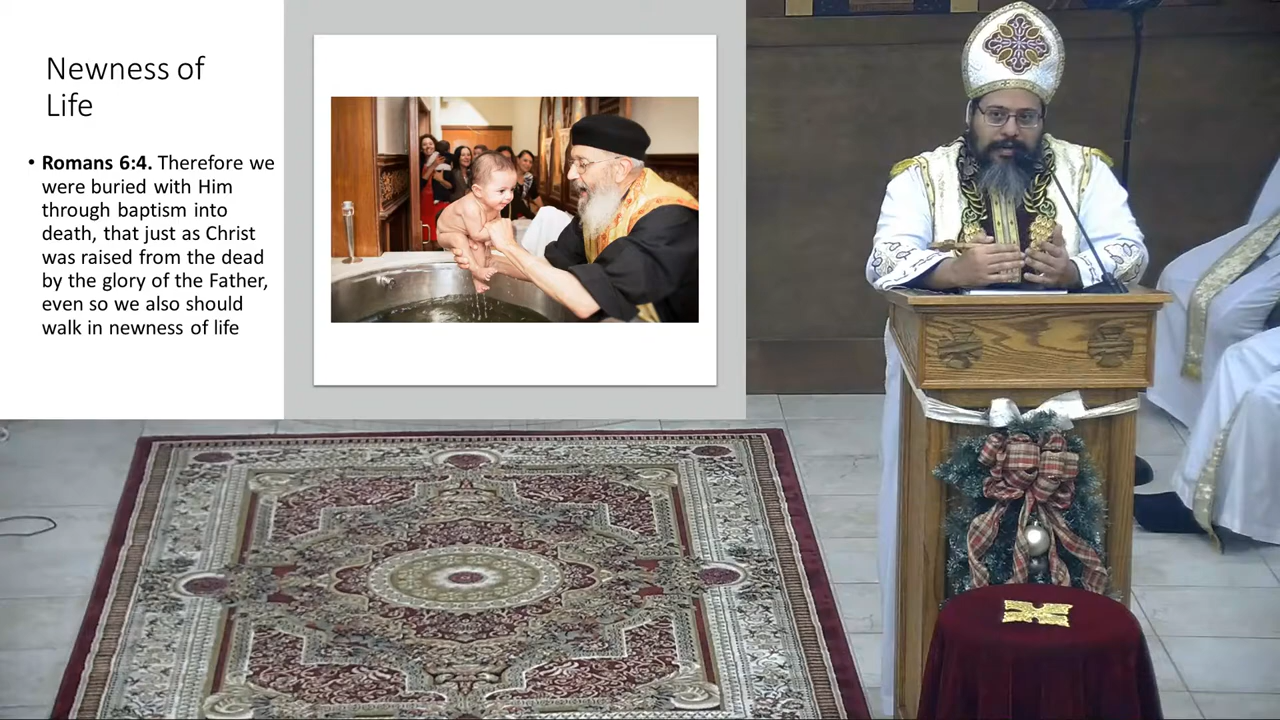 Newness of
Life
• Romans 6:4. Therefore we
were buried with Him
through baptism into
death, that just as Christ
was raised from the dead
by the glory of the Father,
even so we also should
walk in newness of life